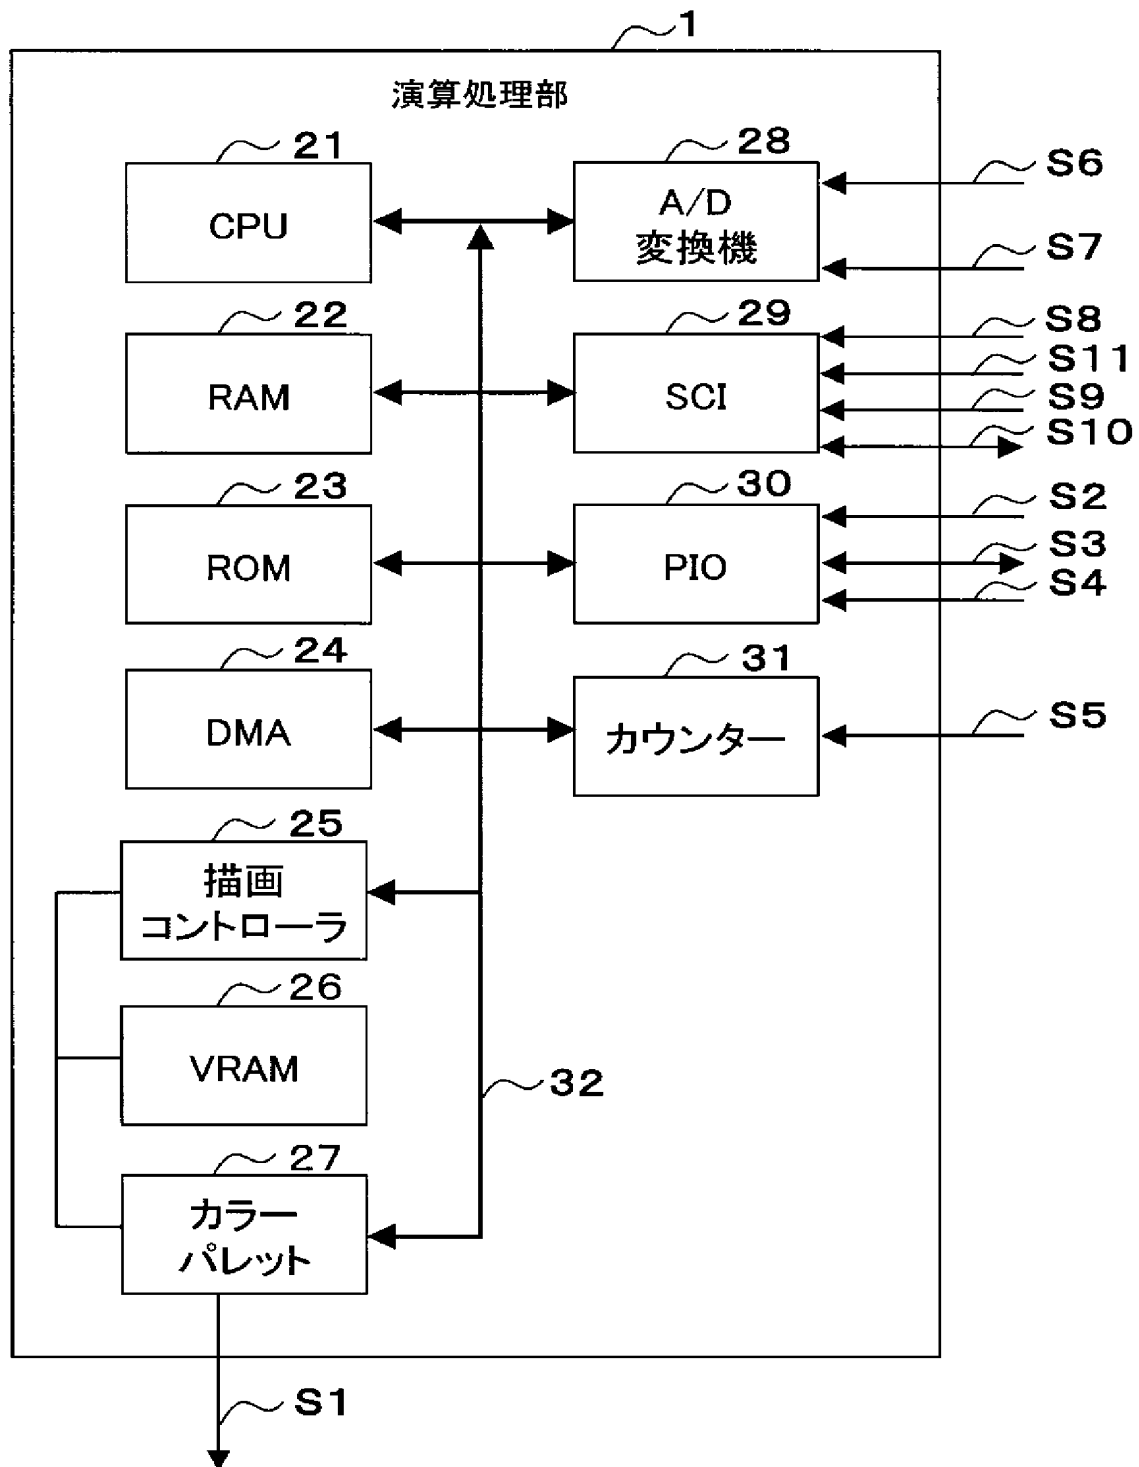 1
演算処理部
21
CPU
28
A/D
変換機
S6
S7
22
RAM
29
SCI
S8
S11
S9
S10
23
ROM
30
PIO
S2
S3
S4
24
DMA
31
カウンター
S5
25
描画
コントローラ
26
VRAM
32
27
カラー
パレット
S1